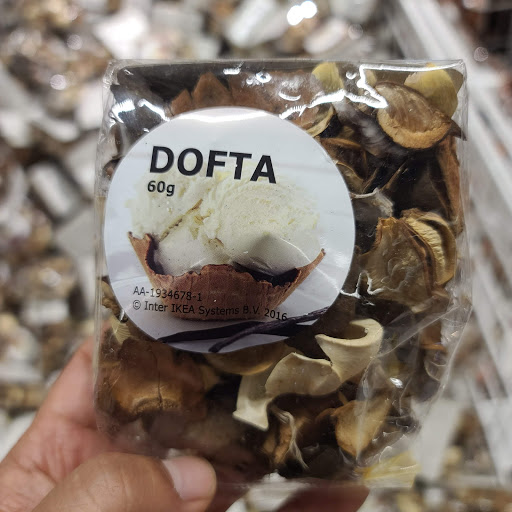 DOFTA
60g
AA-1934678-1
© Inter IKEA Systems B.V. 2016